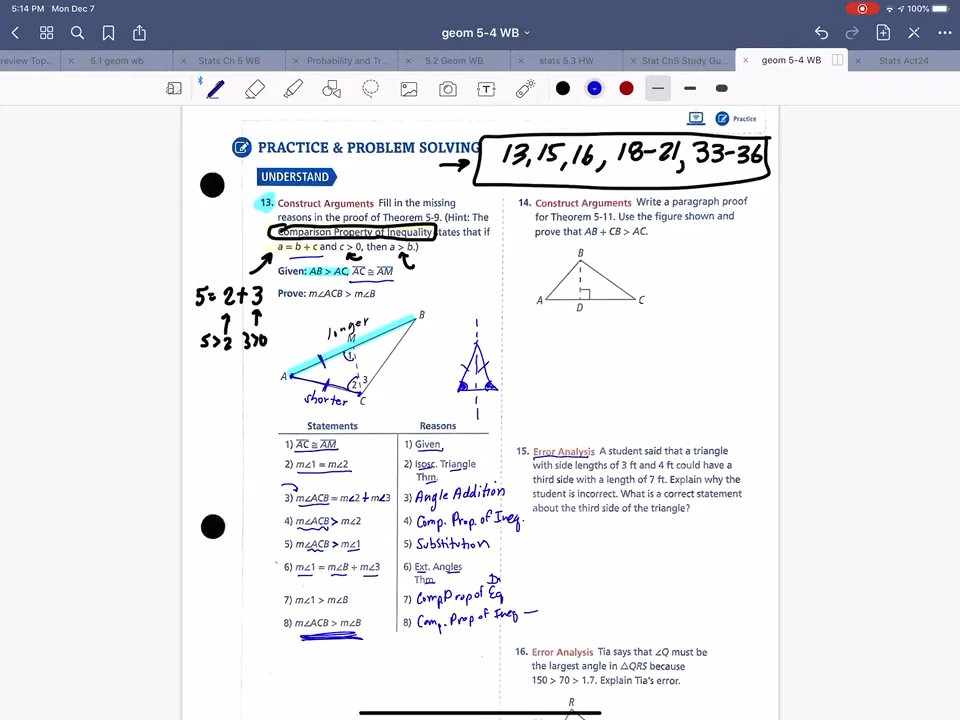 5:14 PM Mon Dec 7
100%
geom 5-4 WB
review Top...
5.1 geom wb
Stats Ch 5 WB
Probability and Tr...
5.2 Geom WB
stats 5.3 HW
Stat Ch5 Study Gu...
geom 5-4 WB
Stats Act24
Practice
PRACTICE & PROBLEM SOLVING
→ 13, 15, 16, 18-21, 33-36
UNDERSTAND
13. Construct Arguments Fill in the missing
reasons in the proof of Theorem 5-9. (Hint: The
Comparison Property of Inequality states that if
a = b + c and c > 0, then a > b.)
Given: AB > AC, AC ≅ AM
Prove: m∠ACB > m∠B
5 = 2 + 3
5>2 3>0
longer
B
M
1
A
2 3
C
shorter
Statements Reasons
1) AC ≅ AM 1) Given
2) m∠1 = m∠2 2) Isosc. Triangle
Thm.
3) m∠ACB = m∠2 + m∠3 3) Angle Addition
4) m∠ACB > m∠2 4) Comp. Prop. of Ineq.
5) m∠ACB > m∠1 5) Substitution
6) m∠1 = m∠B + m∠3 6) Ext. Angles
Thm
7) m∠1 > m∠B 7) Comp Prop of Eq
8) m∠ACB > m∠B 8) Comp. Prop of Ineq
14. Construct Arguments Write a paragraph proof
for Theorem 5-11. Use the figure shown and
prove that AB + CB > AC.
B
A D C
15. Error Analysis A student said that a triangle
with side lengths of 3 ft and 4 ft could have a
third side with a length of 7 ft. Explain why the
student is incorrect. What is a correct statement
about the third side of the triangle?
16. Error Analysis Tia says that ∠Q must be
the largest angle in △QRS because
150 > 70 > 1.7. Explain Tia's error.
R